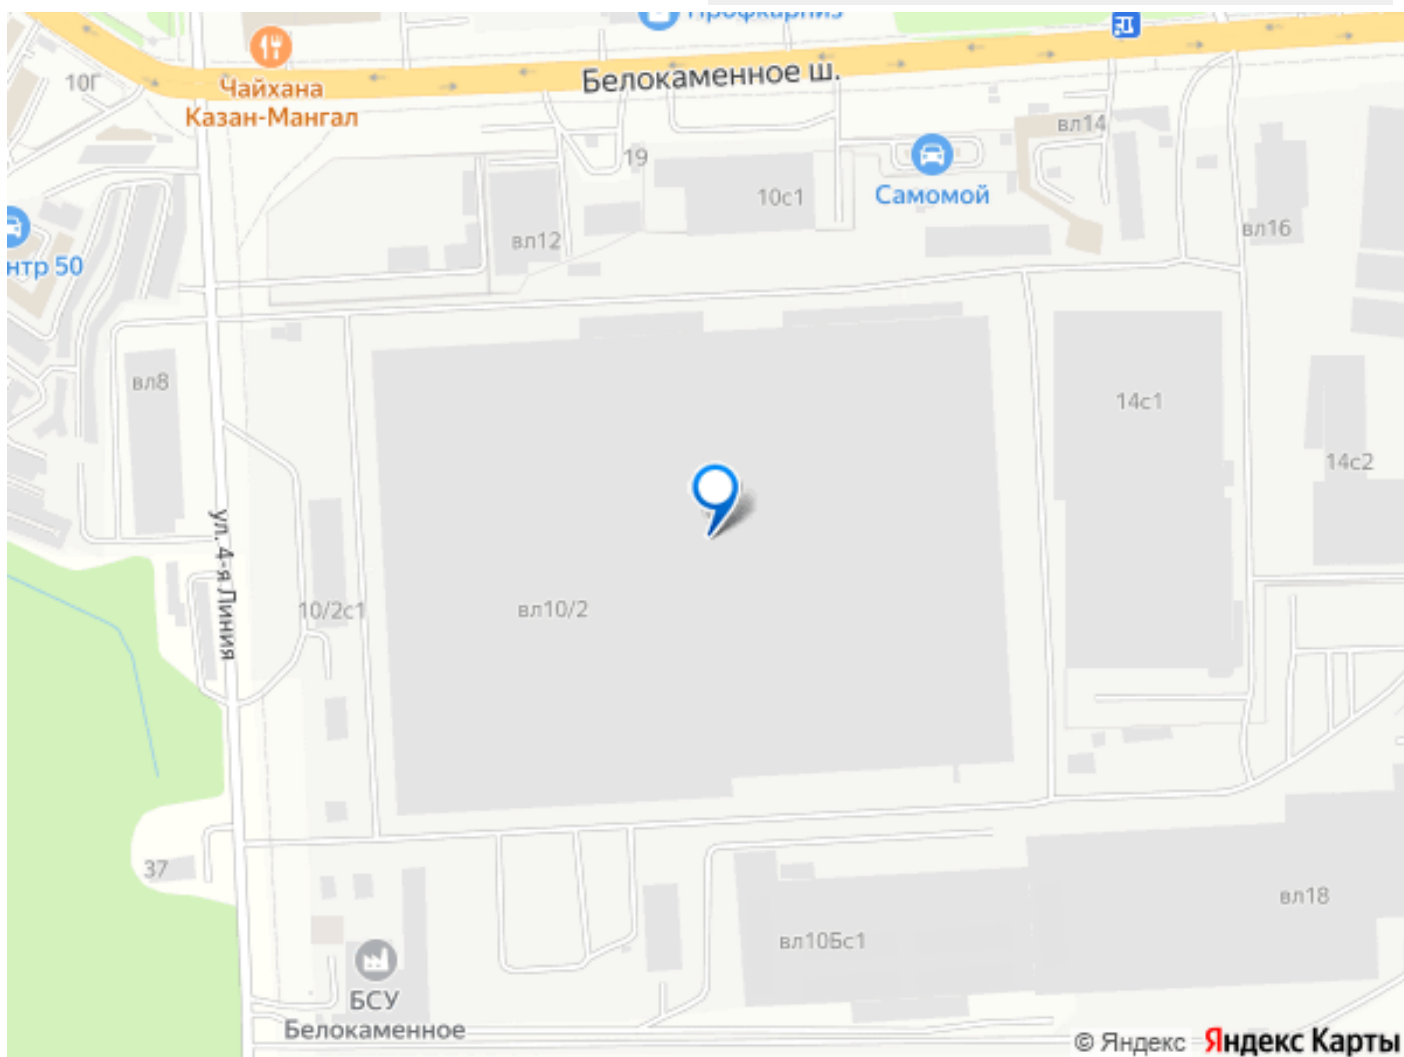 Профкарниз
10Г
Чайхана
Казан-Мангал
Белокаменное ш.
вл14
19
10с1
Самомой
вл12
вл16
нтр 50
вл8
14с1
14с2
ул. 4-я Линия
10/2с1
вл10/2
37
вл18
вл10Бс1
БСУ
Белокаменное
© Яндекс Яндекс Карты